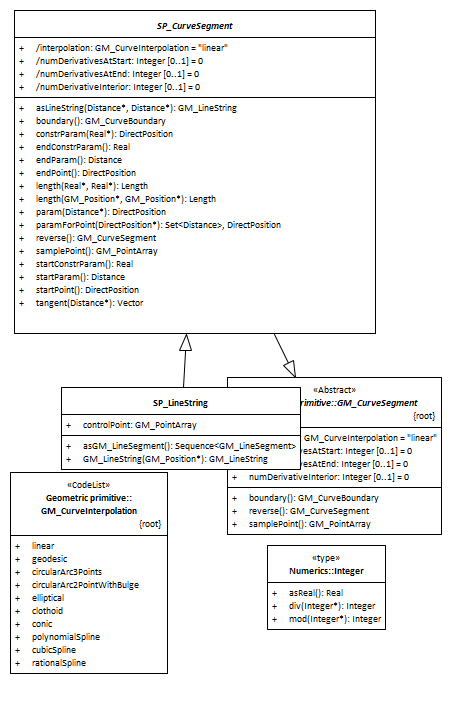 SP_CurveSegment
+ /interpolation: GM_CurveInterpolation = "linear"
+ /numDerivativesAtStart: Integer [0..1] = 0
+ /numDerivativesAtEnd: Integer [0..1] = 0
+ /numDerivativeInterior: Integer [0..1] = 0
+ asLineString(Distance*, Distance*): GM_LineString
+ boundary(): GM_CurveBoundary
+ constrParam(Real*): DirectPosition
+ endConstrParam(): Real
+ endParam(): Distance
+ endPoint(): DirectPosition
+ length(Real*, Real*): Length
+ length(GM_Position*, GM_Position*): Length
+ param(Distance*): DirectPosition
+ paramForPoint(DirectPosition*): Set<Distance>, DirectPosition
+ reverse(): GM_CurveSegment
+ samplePoint(): GM_PointArray
+ startConstrParam(): Real
+ startParam(): Distance
+ startPoint(): DirectPosition
+ tangent(Distance*): Vector
SP_LineString
+ controlPoint: GM_PointArray
+ asGM_LineSegment(): Sequence<GM_LineSegment>
+ GM_LineString(GM_Position*): GM_LineString
«Abstract»
rimitive::GM_CurveSegment
{root}
GM_CurveInterpolation = "linear"
esAtStart: Integer [0..1] = 0
esAtEnd: Integer [0..1] = 0
+ numDerivativeInterior: Integer [0..1] = 0
+ boundary(): GM_CurveBoundary
+ reverse(): GM_CurveSegment
+ samplePoint(): GM_PointArray
«CodeList»
Geometric primitive::
GM_CurveInterpolation
{root}
+ linear
+ geodesic
+ circularArc3Points
+ circularArc2PointWithBulge
+ elliptical
+ clothoid
+ conic
+ polynomialSpline
+ cubicSpline
+ rationalSpline
«type»
Numerics::Integer
+ asReal(): Real
+ div(Integer*): Integer
+ mod(Integer*): Integer